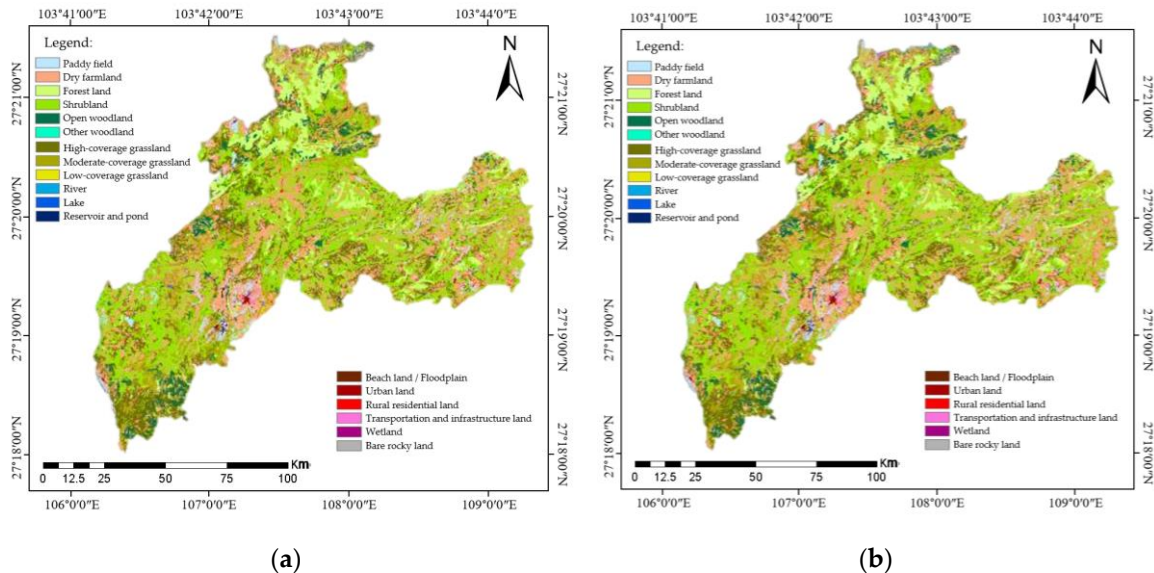 103°41'0"E 103°42'0"E 103°43'0"E 103°44'0"E
Legend:
Paddy field
Dry farmland
Forest land
Shrubland
Open woodland
Other woodland
High-coverage grassland
Moderate-coverage grassland
Low-coverage grassland
River
Lake
Reservoir and pond
N
27°21'00"N
27°20'00"N
27°19'00"N
27°18'00"N
27°21'00"N
27°20'00"N
27°19'00"N
27°18'00"N
Beach land / Floodplain
Urban land
Rural residential land
Transportation and infrastructure land
Wetland
Bare rocky land
Km
0 12.5 25 50 75 100
106°0'0"E 107°0'0"E 108°0'0"E 109°0'0"E
(a)
103°41'0"E 103°42'0"E 103°43'0"E 103°44'0"E
Legend:
Paddy field
Dry farmland
Forest land
Shrubland
Open woodland
Other woodland
High-coverage grassland
Moderate-coverage grassland
Low-coverage grassland
River
Lake
Reservoir and pond
N
27°21'00"N
27°20'00"N
27°19'00"N
27°18'00"N
27°21'00"N
27°20'00"N
27°19'00"N
27°18'00"N
Beach land / Floodplain
Urban land
Rural residential land
Transportation and infrastructure land
Wetland
Bare rocky land
Km
0 12.5 25 50 75 100
106°0'0"E 107°0'0"E 108°0'0"E 109°0'0"E
(b)